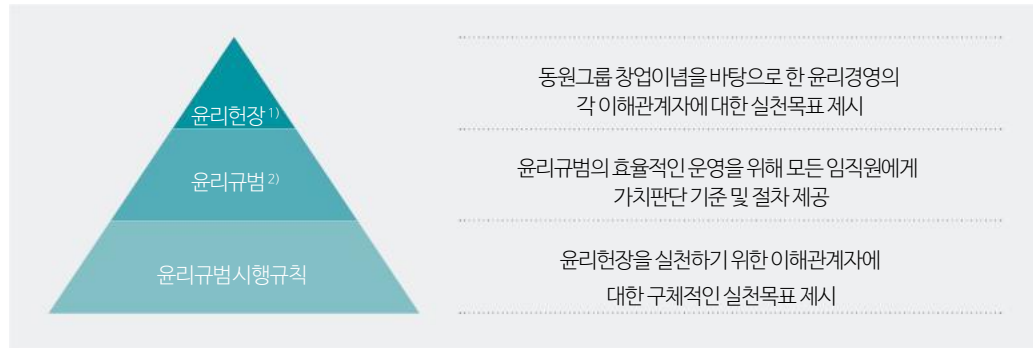 윤리헌장 1)
동원그룹 창업이념을 바탕으로 한 윤리경영의
각 이해관계자에 대한 실천목표 제시
윤리규범 2)
윤리규범의 효율적인 운영을 위해 모든 임직원에게
가치판단 기준 및 절차 제공
윤리규범시행규칙
윤리헌장을 실천하기 위한 이해관계자에
대한 구체적인 실천목표 제시